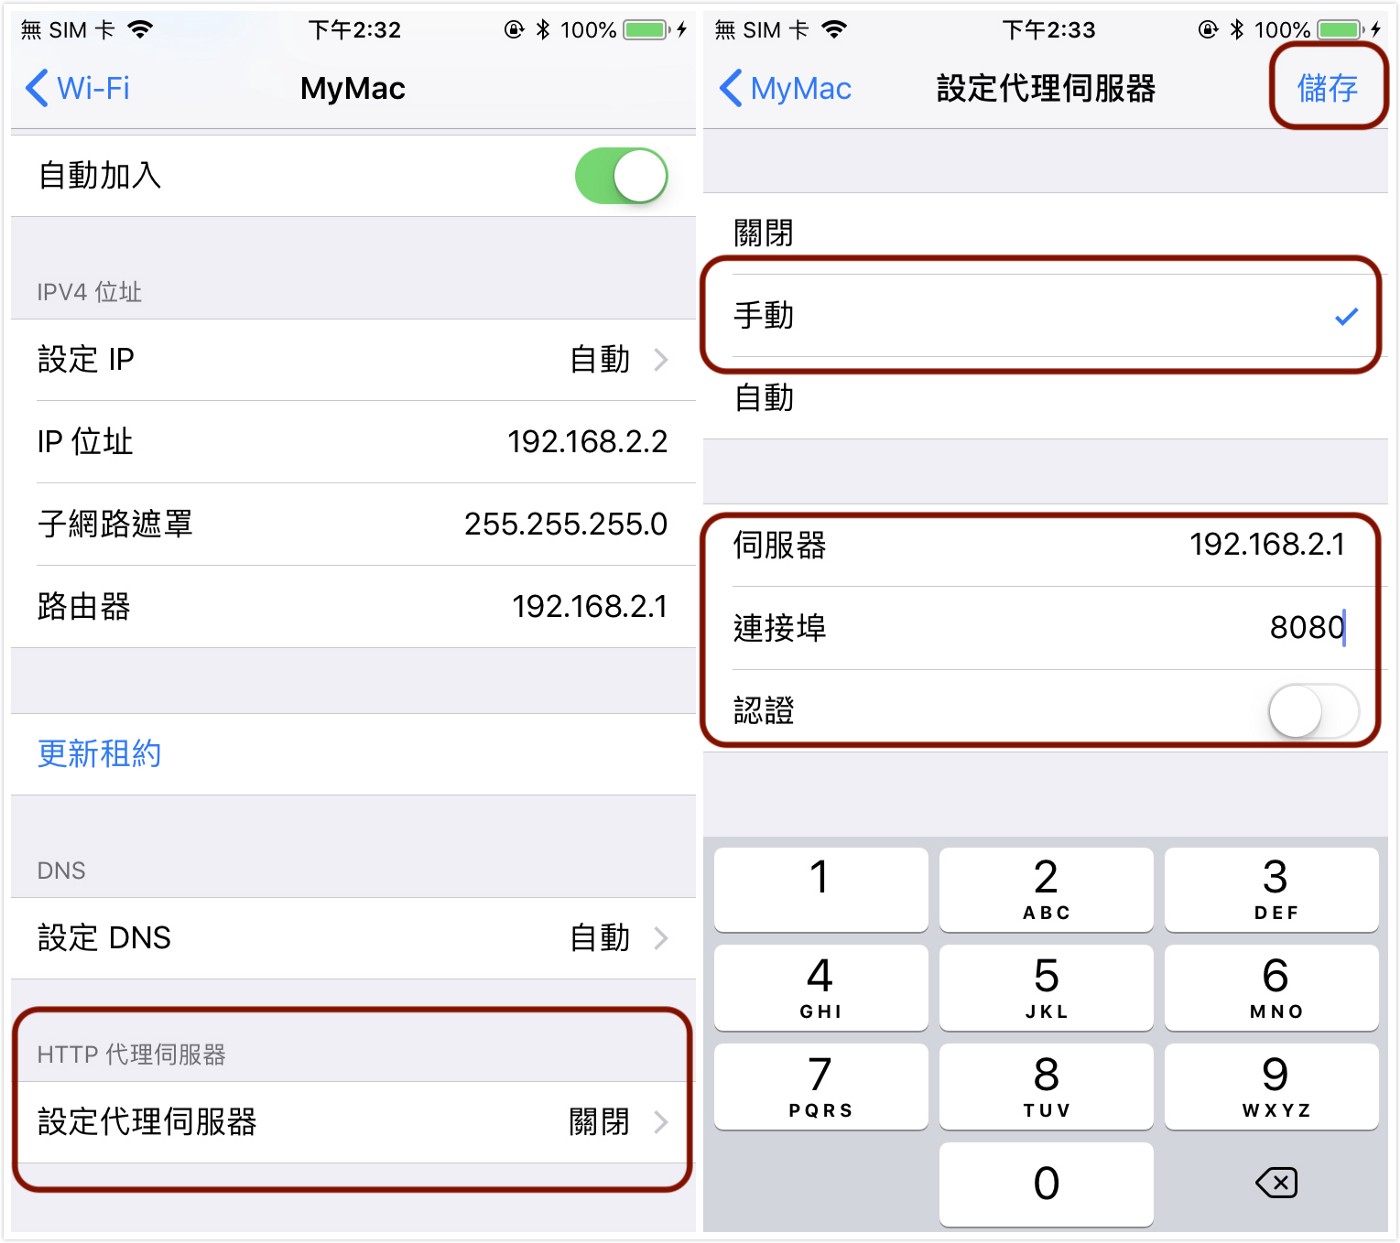 無 SIM 卡 下午2:32 100%
Wi-Fi MyMac
自動加入
IPV4 位址
設定 IP 自動
IP 位址 192.168.2.2
子網路遮罩 255.255.255.0
路由器 192.168.2.1
更新租約
DNS
設定 DNS 自動
HTTP 代理伺服器
設定代理伺服器 關閉
無 SIM 卡 下午2:33 100%
MyMac 設定代理伺服器 儲存
關閉
手動
自動
伺服器 192.168.2.1
連接埠 8080
認證
1 2 3
ABC DEF
4 5 6
GHI JKL MNO
7 8 9
PQRS TUV WXYZ
0